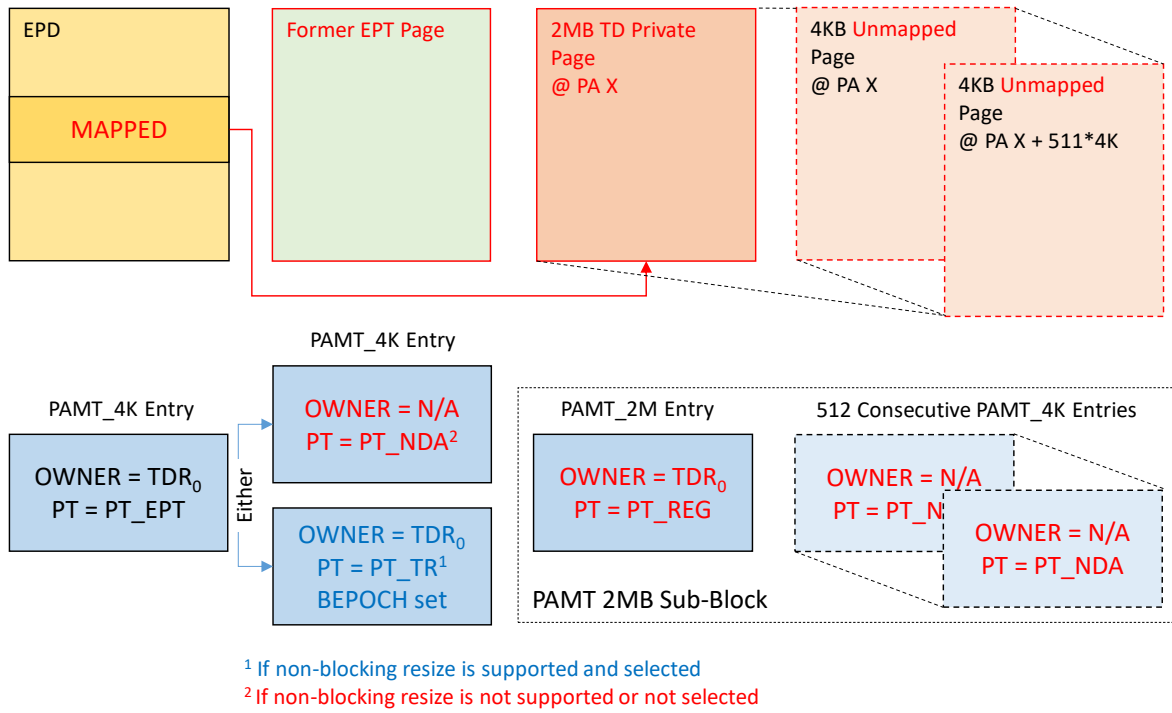 EPD
MAPPED
Former EPT Page
2MB TD Private
Page
@ PA X
4KB Unmapped
Page
@ PA X
4KB Unmapped
Page
@ PA X + 511*4K
PAMT_4K Entry
OWNER = TDR₀
PT = PT_EPT
Either
PAMT_4K Entry
OWNER = N/A
PT = PT_NDA²
OWNER = TDR₀
PT = PT_TR¹
BEPOCH set
PAMT_2M Entry
OWNER = TDR₀
PT = PT_REG
512 Consecutive PAMT_4K Entries
OWNER = N/A
PT = PT_N
OWNER = N/A
PT = PT_NDA
PAMT 2MB Sub-Block
¹ If non-blocking resize is supported and selected
² If non-blocking resize is not supported or not selected